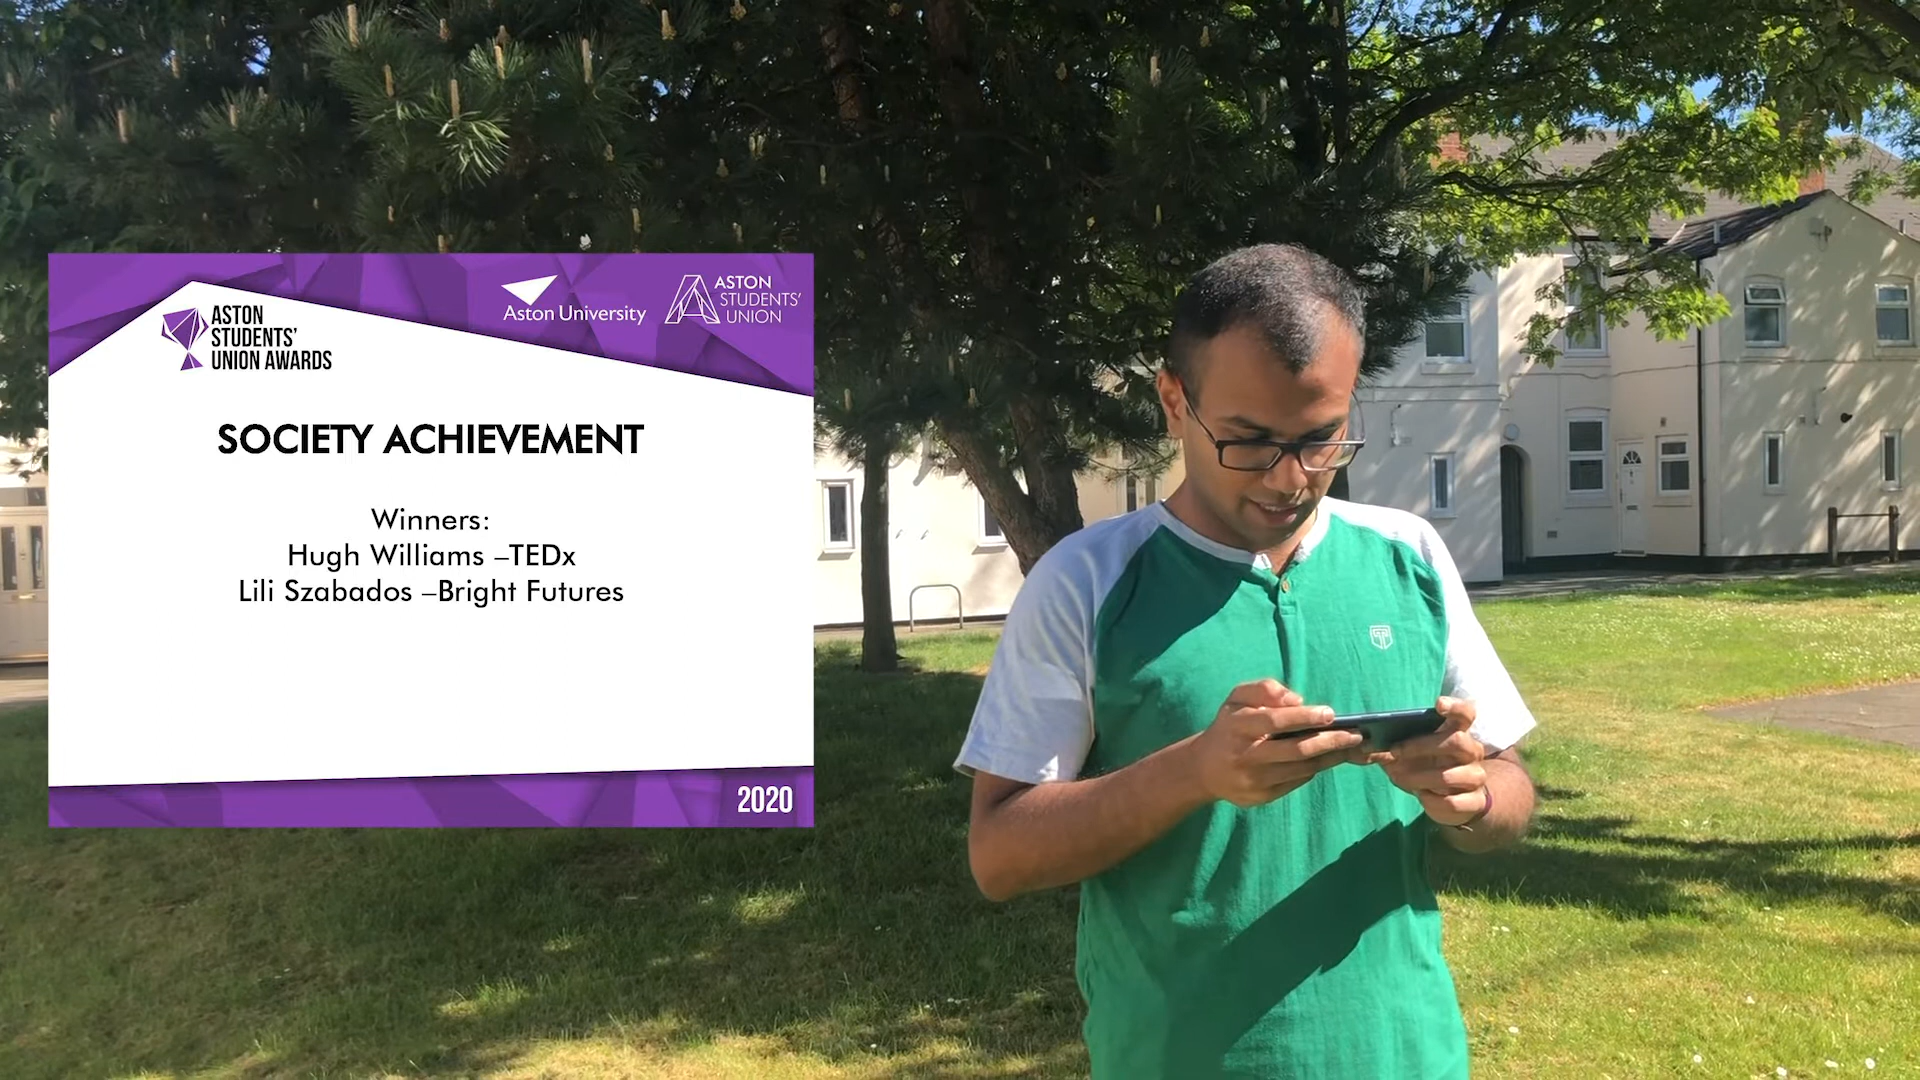 Aston University
ASTON
STUDENTS'
UNION
ASTON
STUDENTS'
UNION AWARDS
SOCIETY ACHIEVEMENT
Winners:
Hugh Williams –TEDx
Lili Szabados –Bright Futures
2020